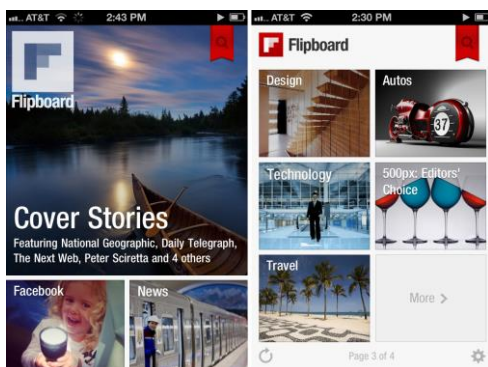 AT&T 2:43 PM
Flipboard
Cover Stories
Featuring National Geographic, Daily Telegraph,
The Next Web, Peter Sciretta and 4 others
Facebook
News
AT&T 2:30 PM
Flipboard
Design
Autos
37
Technology
500px: Editors'
Choice
Travel
More >
Page 3 of 4